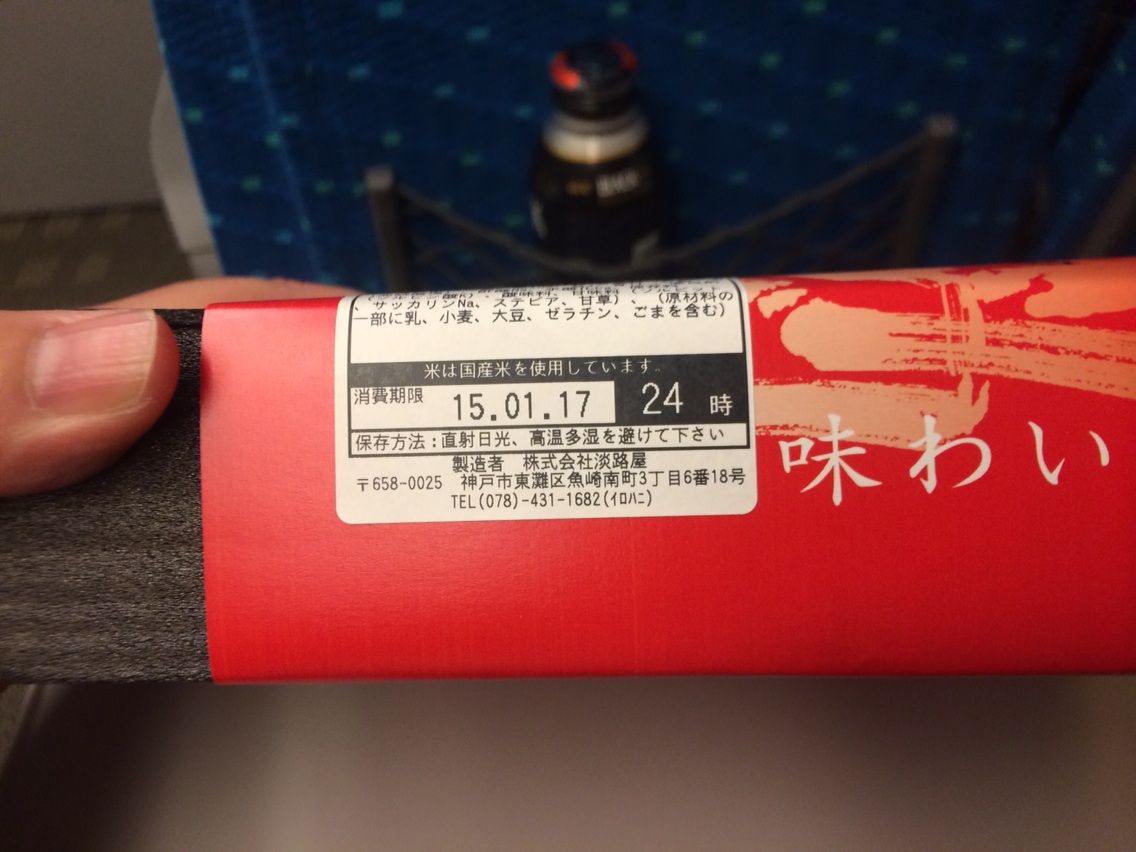 、サッカリンNa、ステビア、甘草）、（原材料の
一部に乳、小麦、大豆、ゼラチン、ごまを含む）
米は国産米を使用しています。
消費期限 15.01.17 24時
保存方法：直射日光、高温多湿を避けて下さい
製造者 株式会社淡路屋
〒658-0025 神戸市東灘区魚崎南町3丁目6番18号
TEL(078)-431-1682(ｲﾛﾊﾆ)
味わい